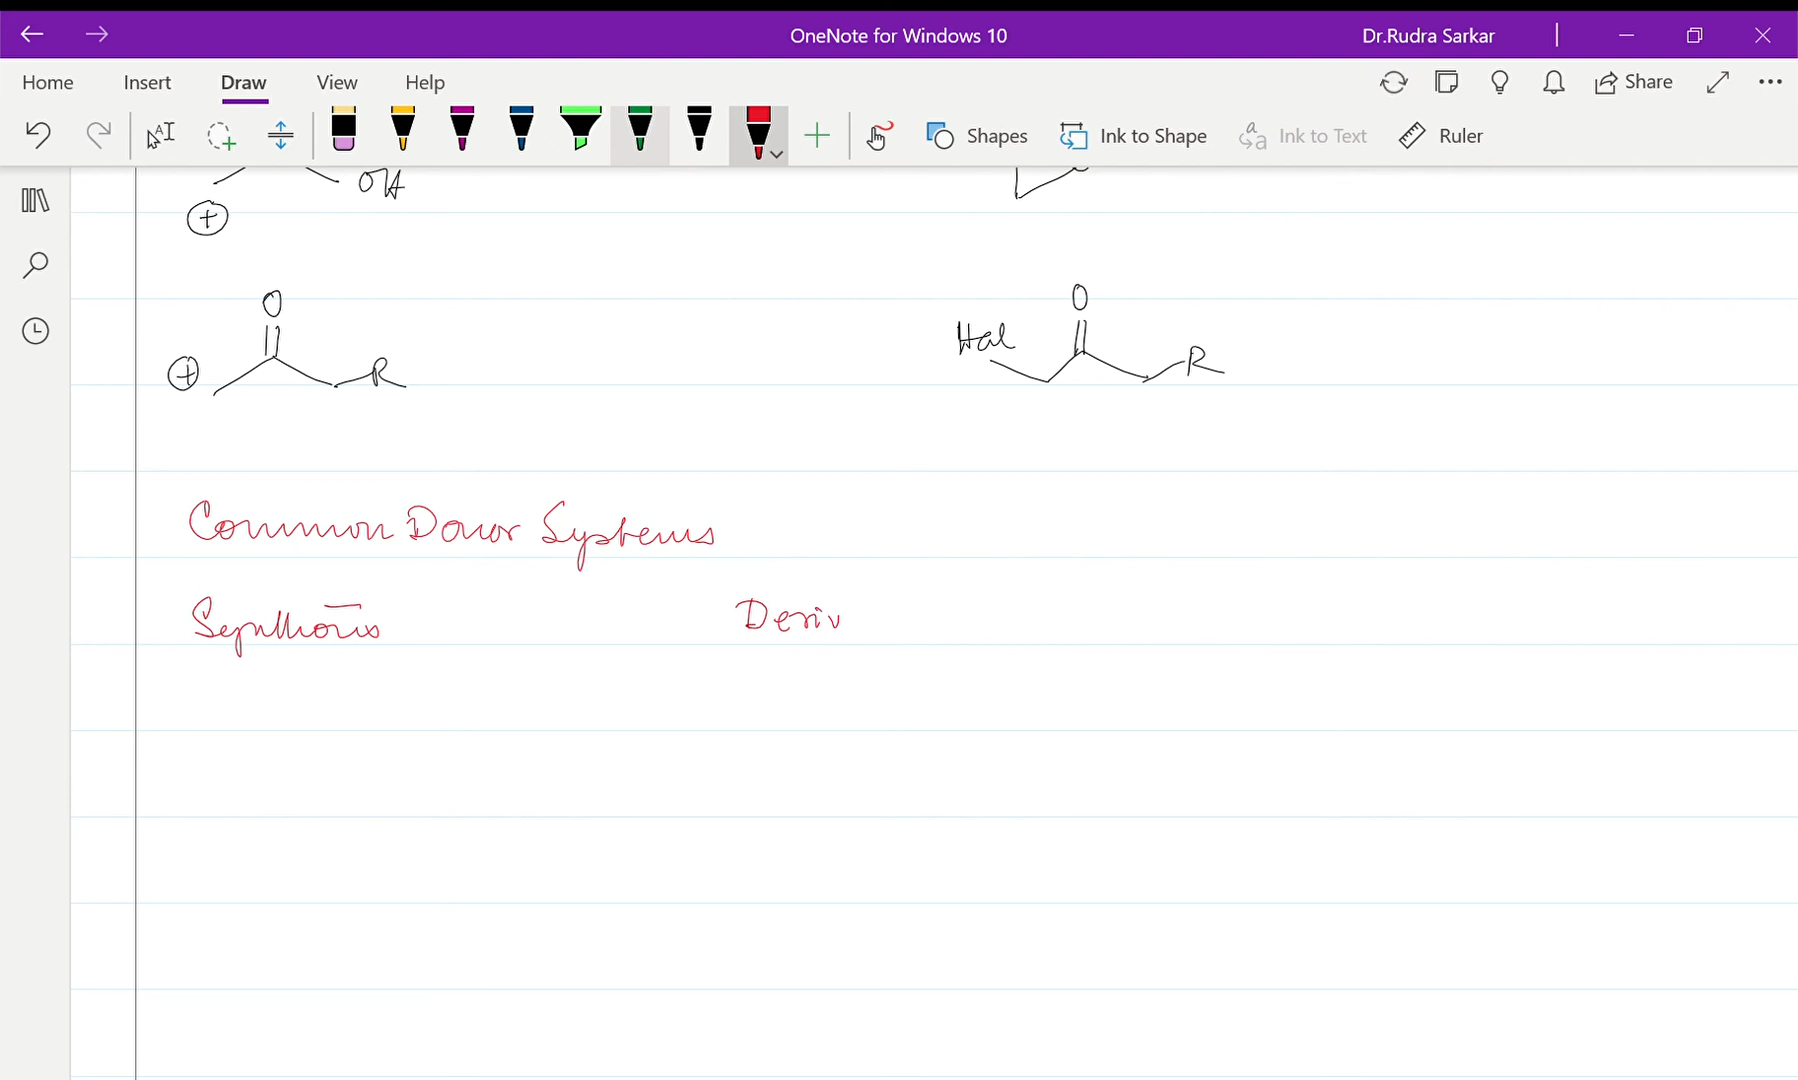 OneNote for Windows 10
Dr.Rudra Sarkar
Home Insert Draw View Help
Share
Shapes
Ink to Shape
Ink to Text
Ruler
OH
+
O
+
R
O
Hal
R
Common Donor Systems
Synthons
Deriv